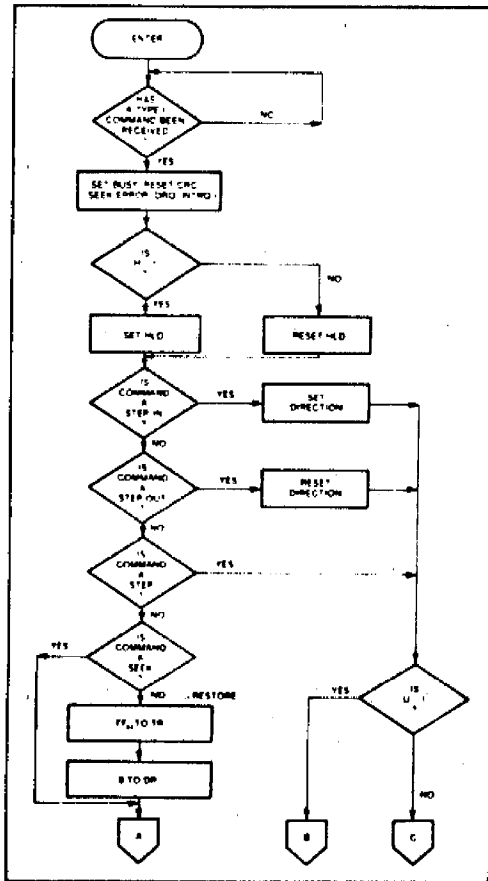 ENTER
HAS
A TYPE I
COMMAND BEEN
RECEIVED
NO
YES
SET BUSY, RESET CRC,
SEEK ERROR, DRQ, INTRQ
IS
NO
YES
SET HLD
RESET HLD
IS
COMMAND
A
STEP IN
YES
SET
DIRECTION
NO
IS
COMMAND
A
STEP OUT
YES
RESET
DIRECTION
NO
IS
COMMAND
A
STEP
YES
NO
IS
COMMAND
A
SEEK
YES
NO
RESTORE
TO TR
TO DR
IS
YES
NO
A
B
C